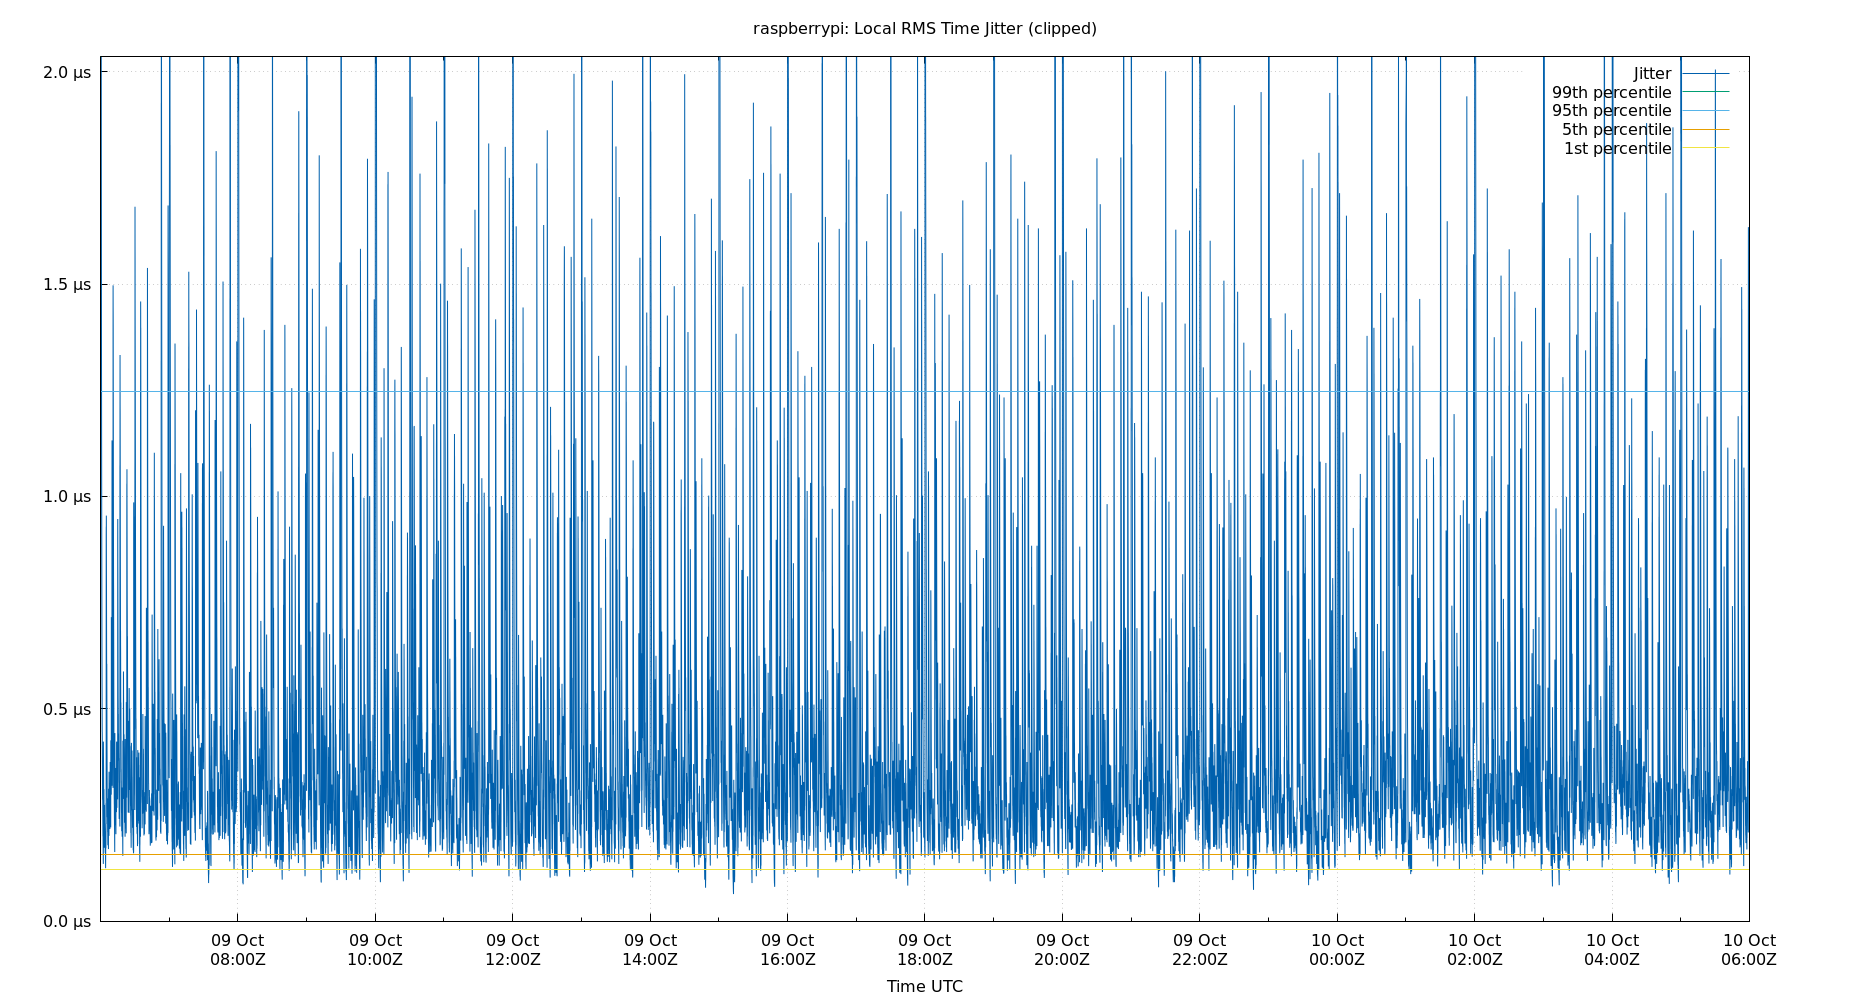 raspberrypi: Local RMS Time Jitter (clipped)
2.0 µs
1.5 µs
1.0 µs
0.5 µs
0.0 µs
Jitter
99th percentile
95th percentile
5th percentile
1st percentile
09 Oct 09 Oct 09 Oct 09 Oct 09 Oct 09 Oct 09 Oct 09 Oct 10 Oct 10 Oct 10 Oct 10 Oct
08:00Z 10:00Z 12:00Z 14:00Z 16:00Z 18:00Z 20:00Z 22:00Z 00:00Z 02:00Z 04:00Z 06:00Z
Time UTC